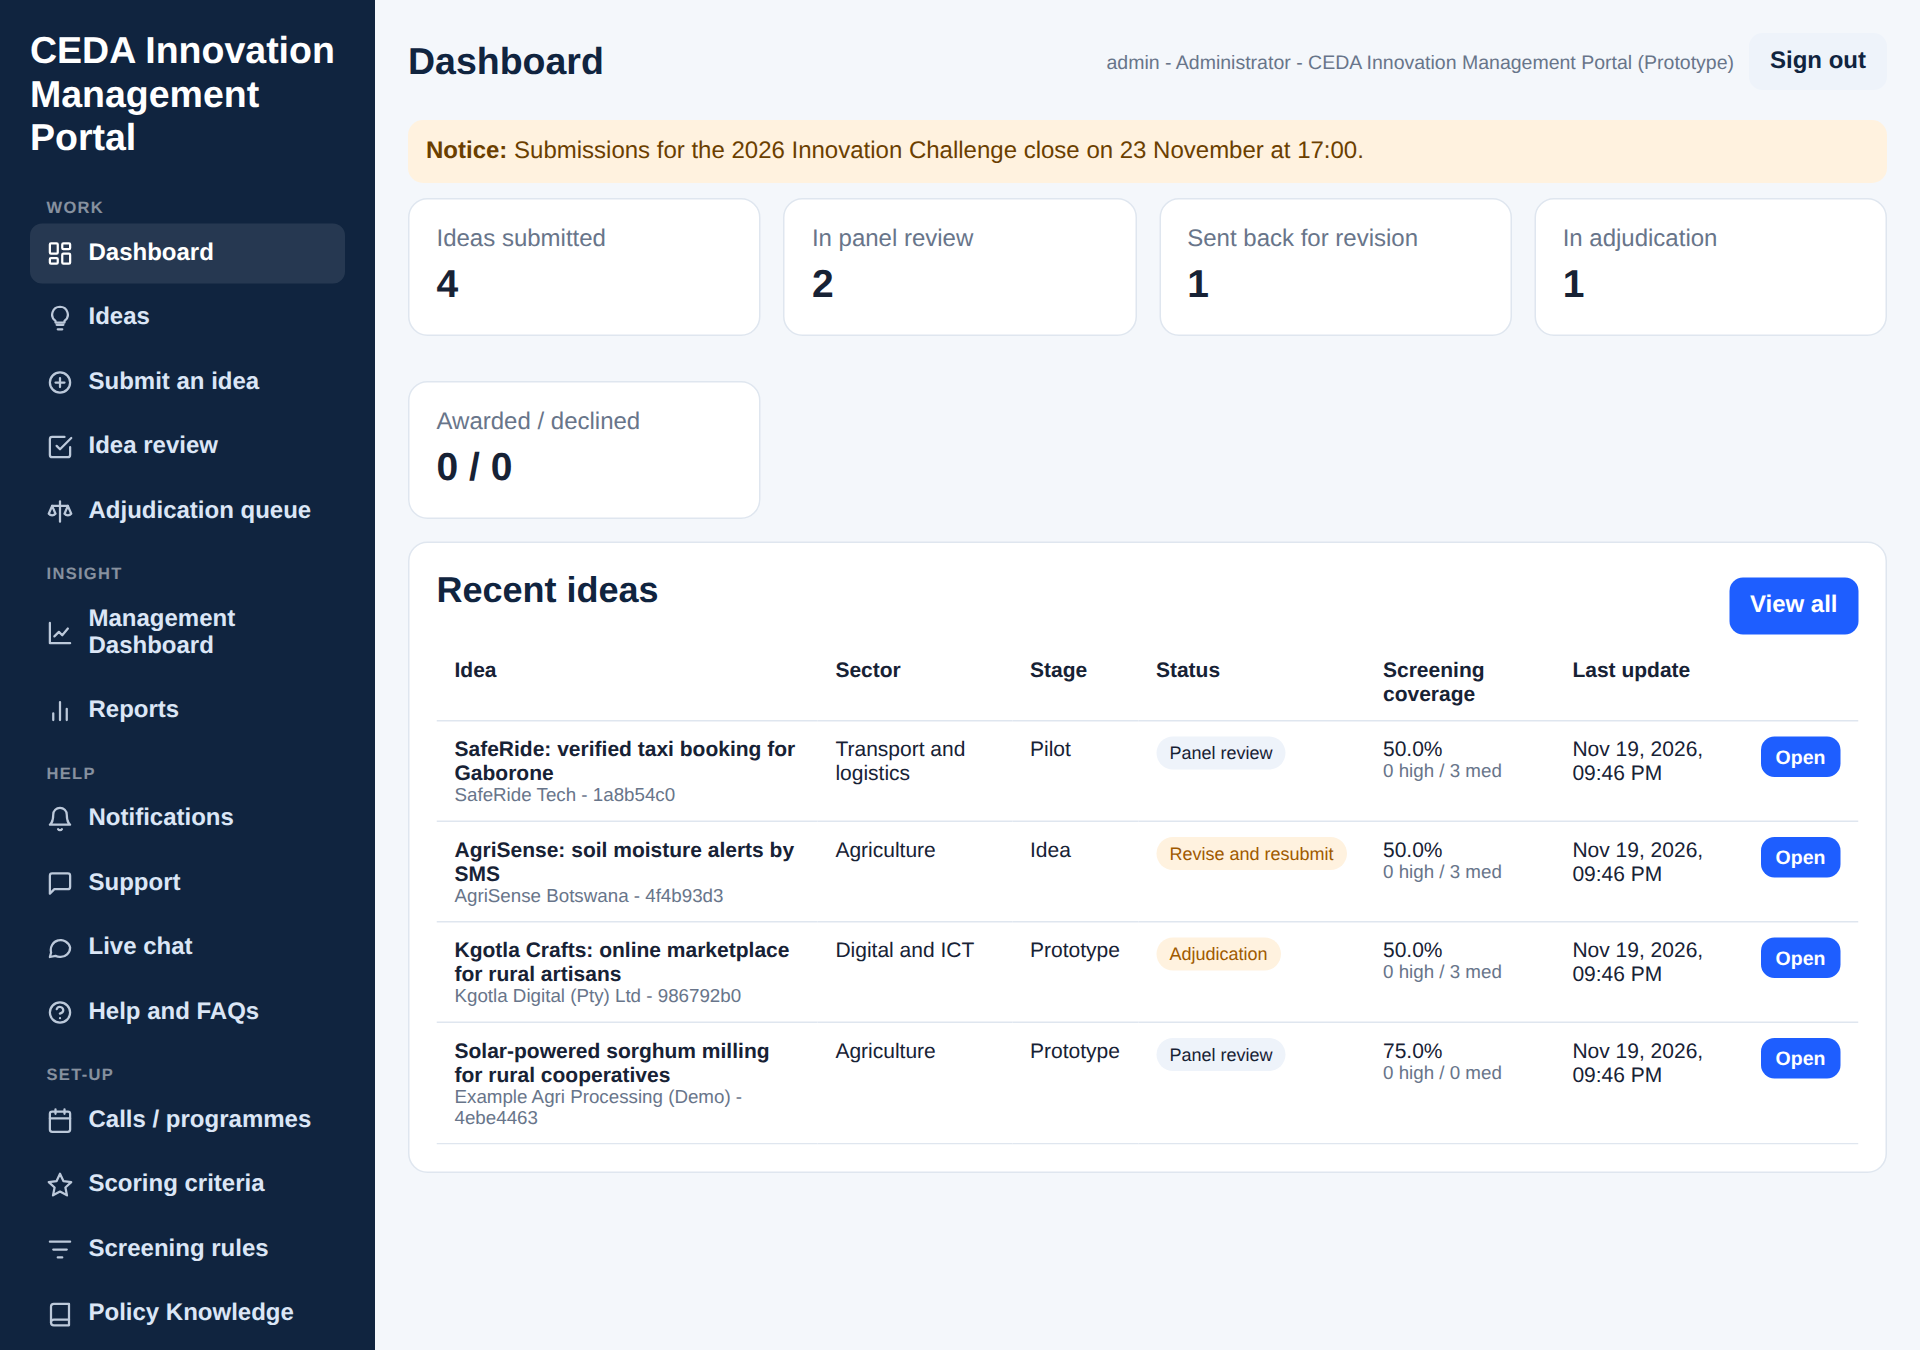 CEDA Innovation
Management
Portal
WORK
Dashboard
Ideas
Submit an idea
Idea review
Adjudication queue
INSIGHT
Management
Dashboard
Reports
HELP
Notifications
Support
Live chat
Help and FAQs
SET-UP
Calls / programmes
Scoring criteria
Screening rules
Policy Knowledge
Dashboard
admin - Administrator - CEDA Innovation Management Portal (Prototype)
Sign out
Notice: Submissions for the 2026 Innovation Challenge close on 23 November at 17:00.
Ideas submitted
4
In panel review
2
Sent back for revision
1
In adjudication
1
Awarded / declined
0 / 0
Recent ideas
View all
Idea Sector Stage Status Screening coverage Last update
SafeRide: verified taxi booking for Gaborone
SafeRide Tech - 1a8b54c0
Transport and logistics
Pilot
Panel review
50.0%
0 high / 3 med
Nov 19, 2026, 09:46 PM
Open
AgriSense: soil moisture alerts by SMS
AgriSense Botswana - 4f4b93d3
Agriculture
Idea
Revise and resubmit
50.0%
0 high / 3 med
Nov 19, 2026, 09:46 PM
Open
Kgotla Crafts: online marketplace for rural artisans
Kgotla Digital (Pty) Ltd - 986792b0
Digital and ICT
Prototype
Adjudication
50.0%
0 high / 3 med
Nov 19, 2026, 09:46 PM
Open
Solar-powered sorghum milling for rural cooperatives
Example Agri Processing (Demo) - 4ebe4463
Agriculture
Prototype
Panel review
75.0%
0 high / 0 med
Nov 19, 2026, 09:46 PM
Open